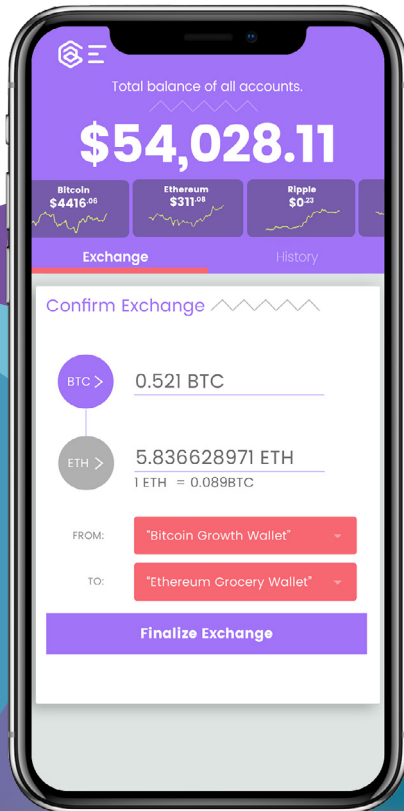 Total balance of all accounts.
$54,028.11
Bitcoin
$4416.06
Ethereum
$311.08
Ripple
$0.23
Exchange
History
Confirm Exchange
BTC >
0.521 BTC
ETH >
5.836628971 ETH
1 ETH = 0.089BTC
FROM:
"Bitcoin Growth Wallet"
TO:
"Ethereum Grocery Wallet"
Finalize Exchange